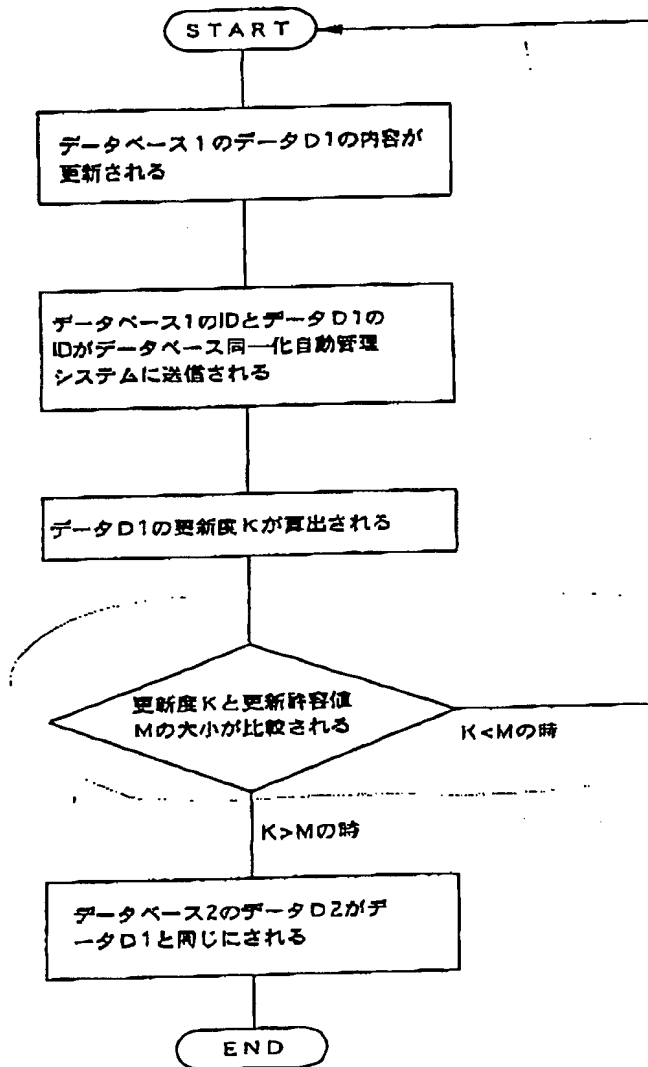 START
データベース1のデータD1の内容が
更新される
データベース1のIDとデータD1の
IDがデータベース同一化自動管理
システムに送信される
データD1の更新度Kが算出される
更新度Kと更新許容値
Mの大小が比較される
K<Mの時
K>Mの時
データベース2のデータD2がデ
ータD1と同じにされる
END